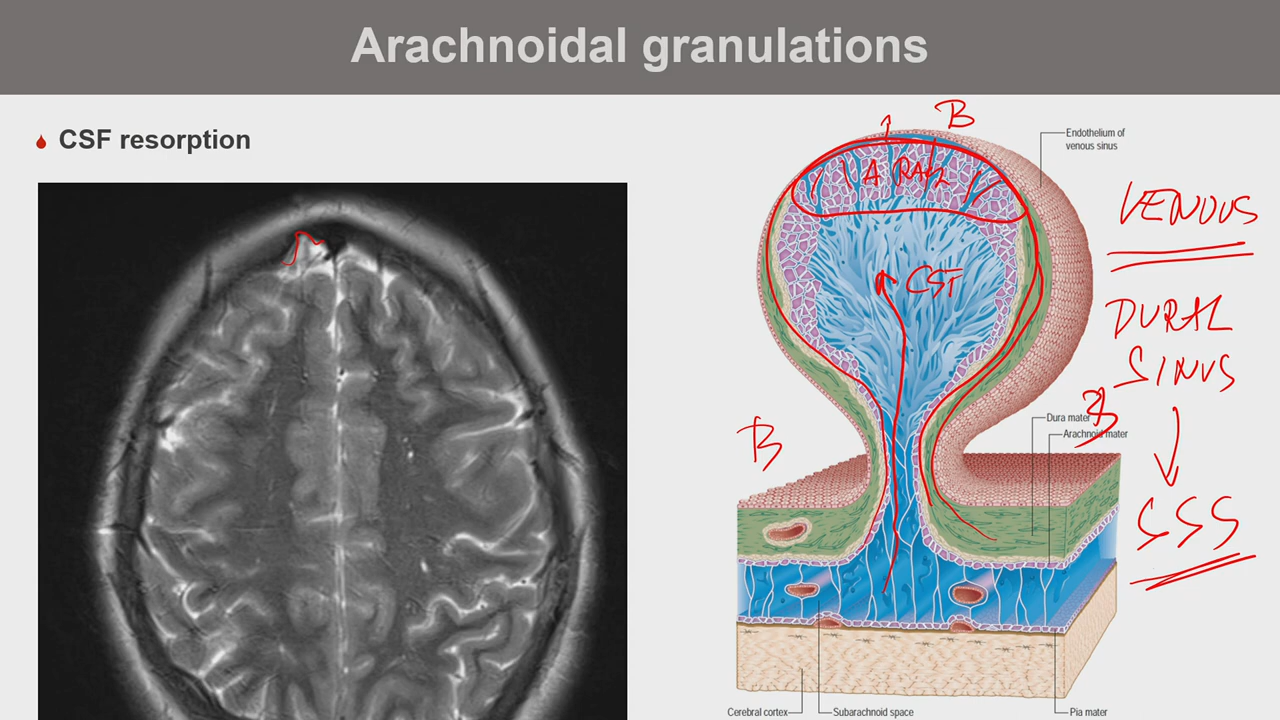 Arachnoidal granulations
CSF resorption
B
Endothelium of
venous sinus
A RAC
CSF
VENOUS
DURAL
SINUS
SSS
Dura mater
Arachnoid mater
B
B
Cerebral cortex
Subarachnoid space
Pia mater